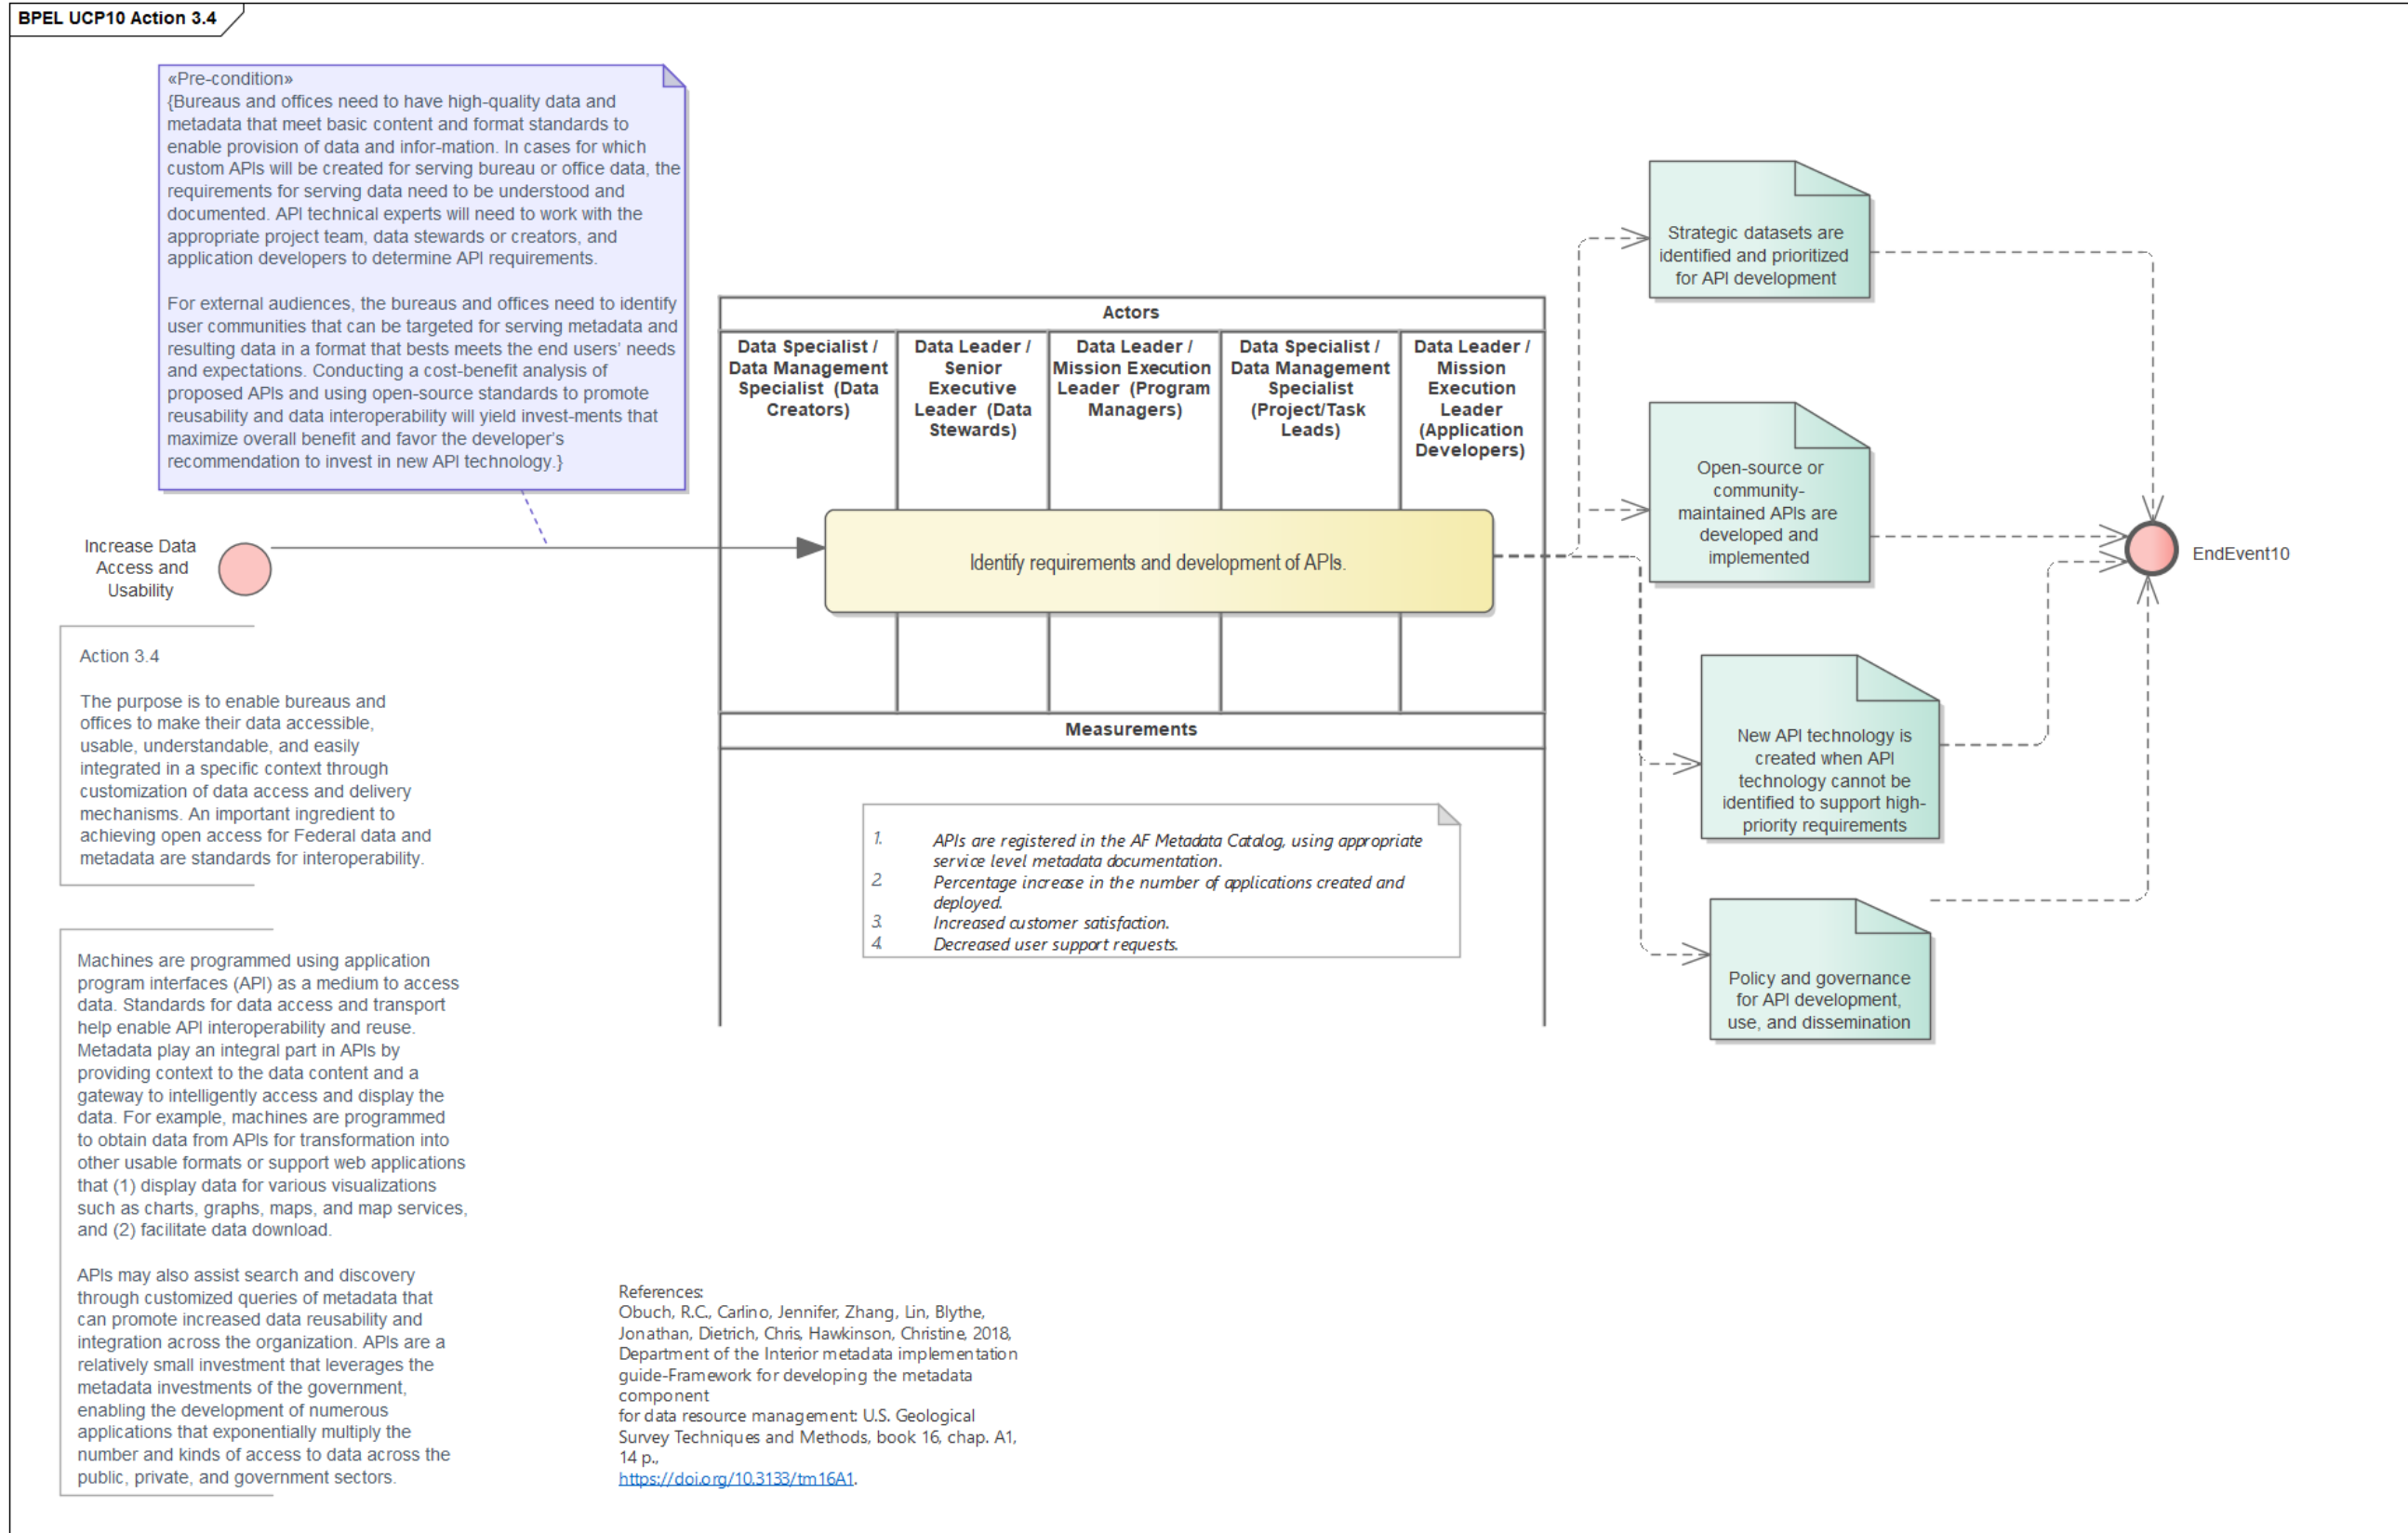 BPEL UCP10 Action 3.4
«Pre-condition»
{Bureaus and offices need to have high-quality data and
metadata that meet basic content and format standards to
enable provision of data and infor-mation. In cases for which
custom APIs will be created for serving bureau or office data, the
requirements for serving data need to be understood and
documented. API technical experts will need to work with the
appropriate project team, data stewards or creators, and
application developers to determine API requirements.
For external audiences, the bureaus and offices need to identify
user communities that can be targeted for serving metadata and
resulting data in a format that bests meets the end users' needs
and expectations. Conducting a cost-benefit analysis of
proposed APIs and using open-source standards to promote
reusability and data interoperability will yield invest-ments that
maximize overall benefit and favor the developer's
recommendation to invest in new API technology.}
Increase Data
Access and
Usability
Action 3.4
The purpose is to enable bureaus and
offices to make their data accessible,
usable, understandable, and easily
integrated in a specific context through
customization of data access and delivery
mechanisms. An important ingredient to
achieving open access for Federal data and
metadata are standards for interoperability.
Machines are programmed using application
program interfaces (API) as a medium to access
data. Standards for data access and transport
help enable API interoperability and reuse.
Metadata play an integral part in APIs by
providing context to the data content and a
gateway to intelligently access and display the
data. For example, machines are programmed
to obtain data from APIs for transformation into
other usable formats or support web applications
that (1) display data for various visualizations
such as charts, graphs, maps, and map services,
and (2) facilitate data download.
APIs may also assist search and discovery
through customized queries of metadata that
can promote increased data reusability and
integration across the organization. APIs are a
relatively small investment that leverages the
metadata investments of the government,
enabling the development of numerous
applications that exponentially multiply the
number and kinds of access to data across the
public, private, and government sectors.
Actors
Data Specialist /
Data Management
Specialist (Data
Creators)
Data Leader /
Senior
Executive
Leader (Data
Stewards)
Data Leader /
Mission Execution
Leader (Program
Managers)
Data Specialist /
Data Management
Specialist
(Project/Task
Leads)
Data Leader /
Mission
Execution
Leader
(Application
Developers)
Identify requirements and development of APIs.
Measurements
1. APIs are registered in the AF Metadata Catalog, using appropriate
service level metadata documentation.
2. Percentage increase in the number of applications created and
deployed.
3. Increased customer satisfaction.
4. Decreased user support requests.
References:
Obuch, R.C., Carlino, Jennifer, Zhang, Lin, Blythe,
Jonathan, Dietrich, Chris, Hawkinson, Christine, 2018,
Department of the Interior metadata implementation
guide-Framework for developing the metadata
component
for data resource management: U.S. Geological
Survey Techniques and Methods, book 16, chap. A1,
14 p.,
https://doi.org/10.3133/tm16A1.
Strategic datasets are
identified and prioritized
for API development
Open-source or
community-
maintained APIs are
developed and
implemented
New API technology is
created when API
technology cannot be
identified to support high-
priority requirements
Policy and governance
for API development,
use, and dissemination
EndEvent10